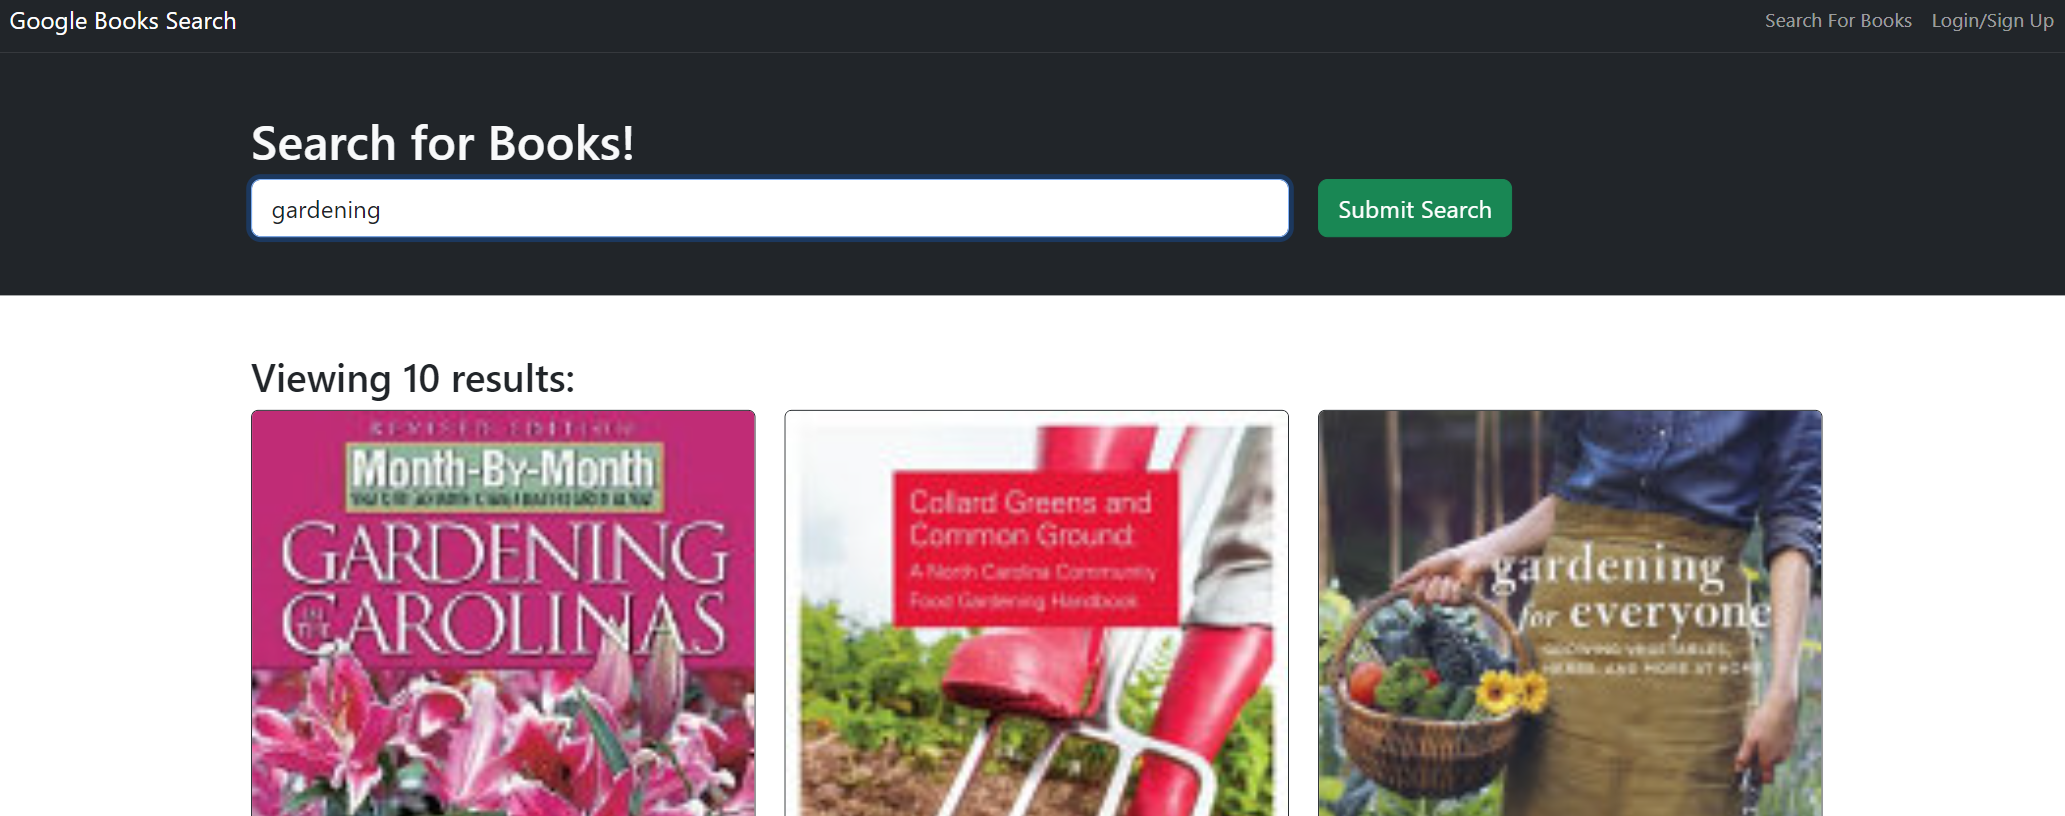 Google Books Search
Search For Books
Login/Sign Up
Search for Books!
gardening
Submit Search
Viewing 10 results:
REVISED EDITION
Month-By-Month
GARDENING
IN THE
CAROLINAS
Collard Greens and
Common Ground:
A North Carolina Community
Food Gardening Handbook
gardening
for everyone
GROWING VEGETABLES,
HERBS, AND MORE AT HOME